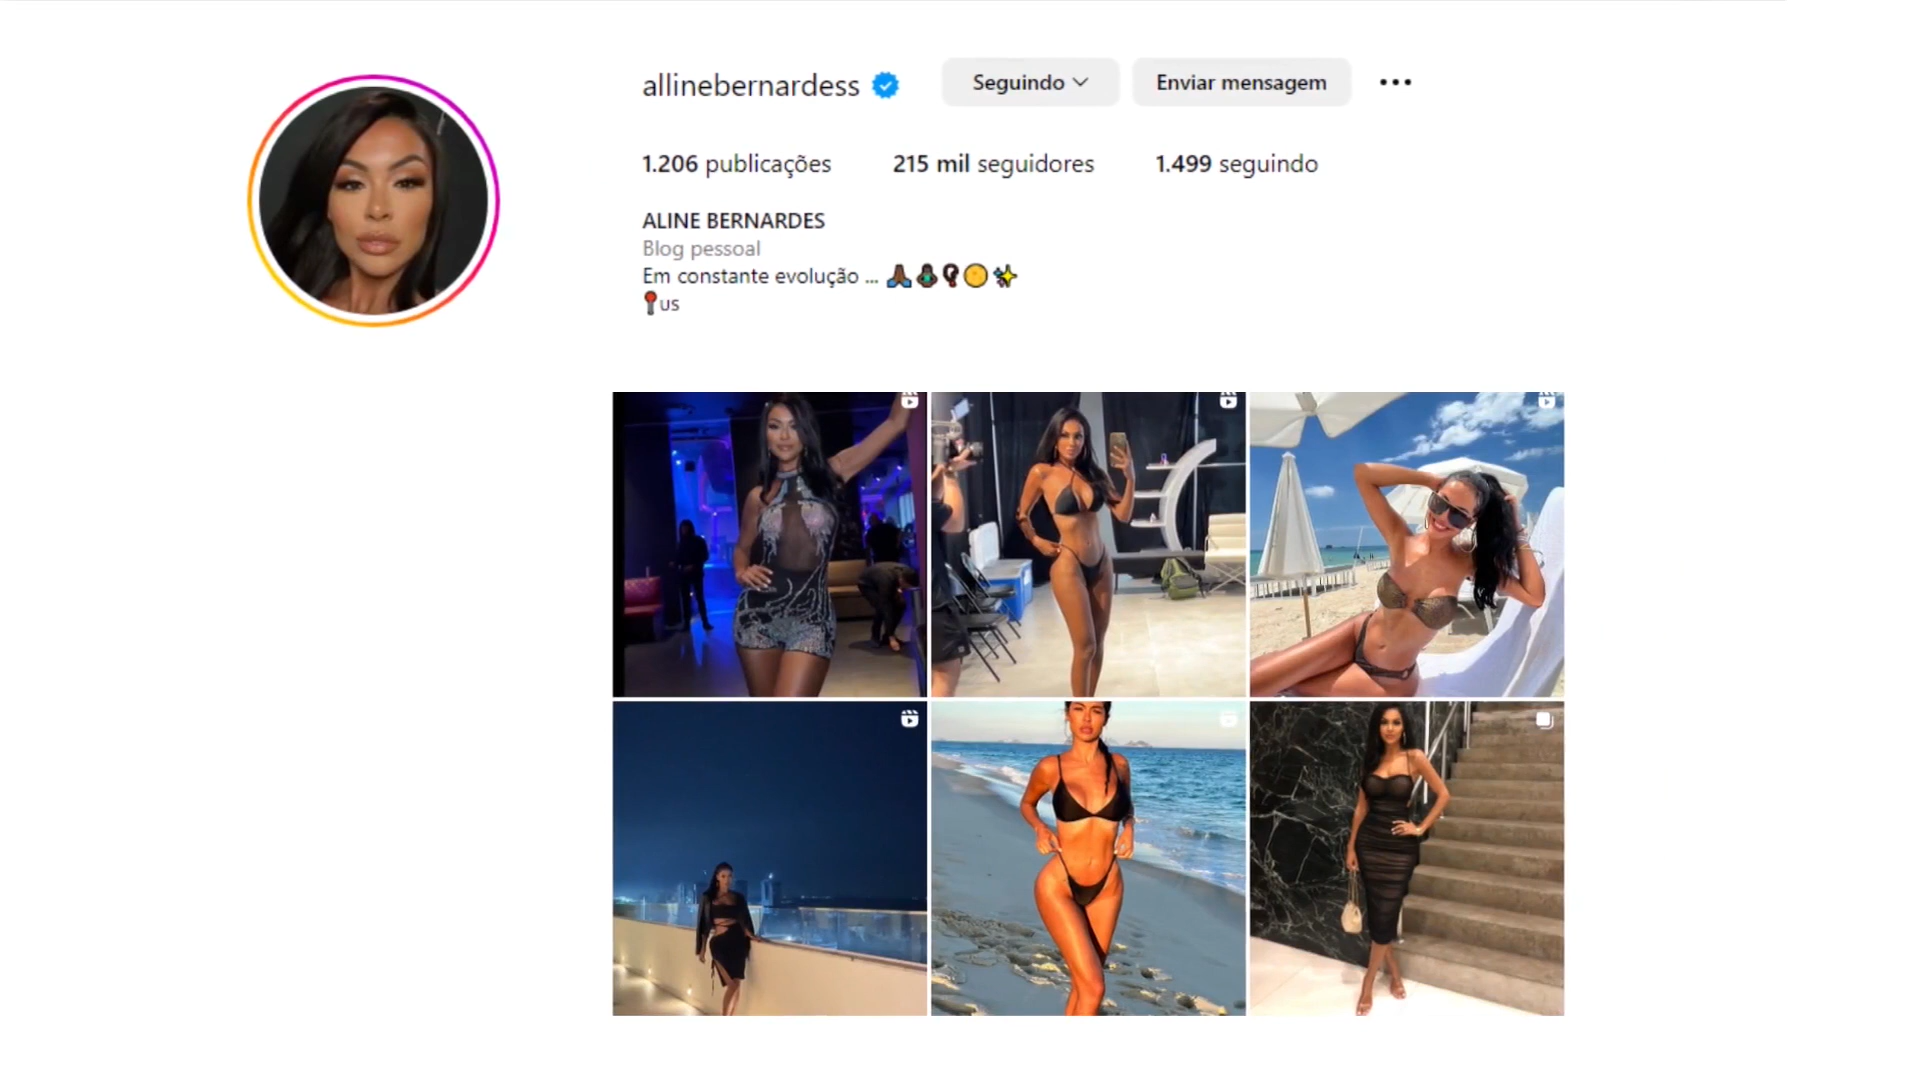 allinebernardess Seguindo Enviar mensagem
1.206 publicações 215 mil seguidores 1.499 seguindo
ALINE BERNARDES
Blog pessoal
Em constante evolução ...
us